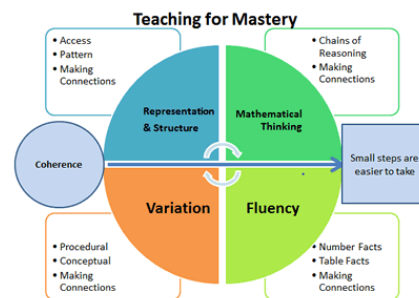 Teaching for Mastery
• Access
• Pattern
• Making
Connections
• Chains of
Reasoning
• Making
Connections
Representation
& Structure
Mathematical
Thinking
Coherence
Small steps are
easier to take
Variation
Fluency
• Procedural
• Conceptual
• Making
Connections
• Number Facts
• Table Facts
• Making
Connections